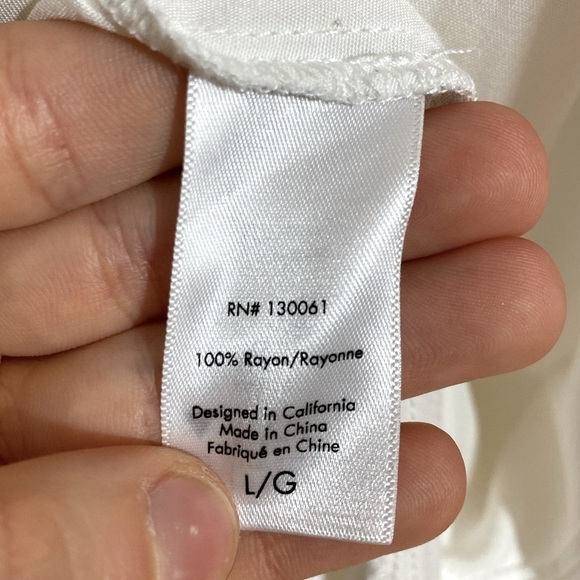 RN# 130061
100% Rayon/Rayonne
Designed in California
Made in China
Fabriqué en Chine
L/G